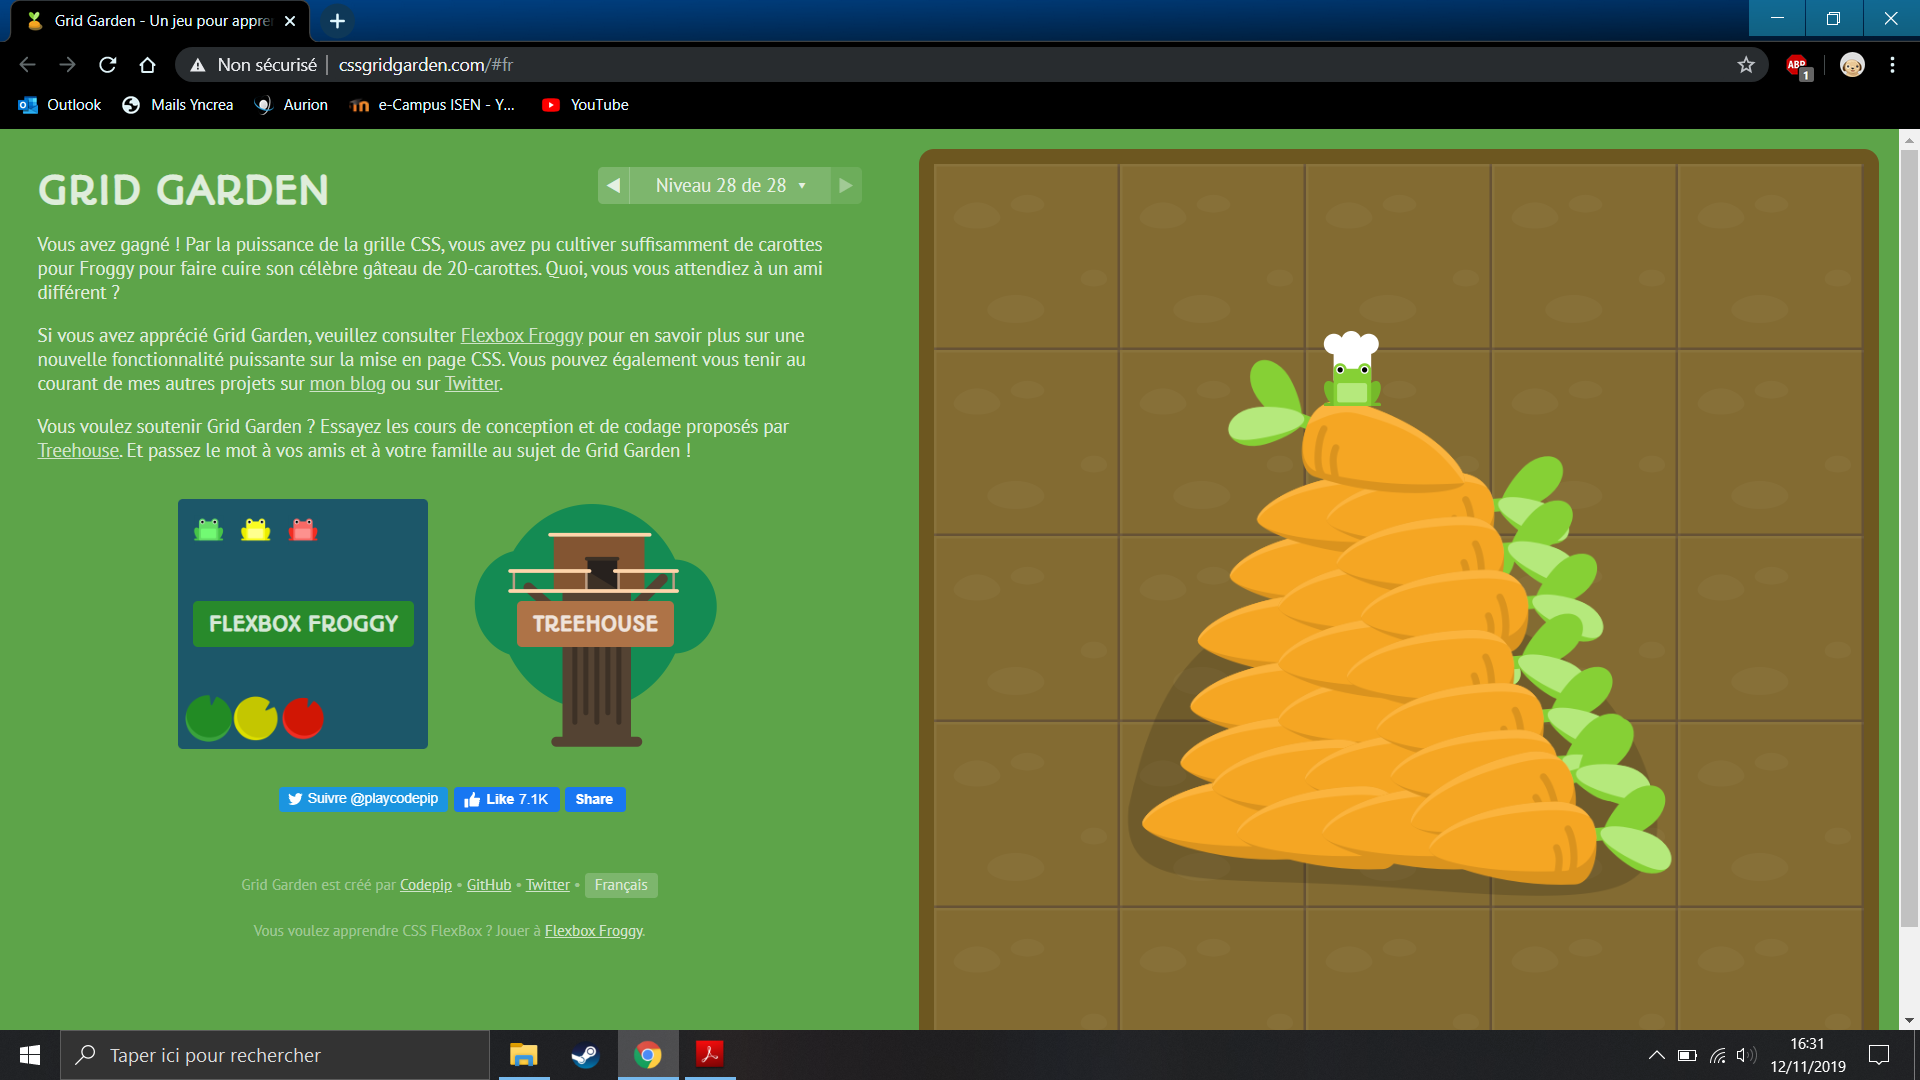 Grid Garden - Un jeu pour appre
Non sécurisé | cssgridgarden.com/#fr
ABP
1
Outlook
Mails Yncrea
Aurion
e-Campus ISEN - Y...
YouTube
GRID GARDEN
Niveau 28 de 28
Vous avez gagné ! Par la puissance de la grille CSS, vous avez pu cultiver suffisamment de carottes
pour Froggy pour faire cuire son célèbre gâteau de 20-carottes. Quoi, vous vous attendiez à un ami
différent ?
Si vous avez apprécié Grid Garden, veuillez consulter Flexbox Froggy pour en savoir plus sur une
nouvelle fonctionnalité puissante sur la mise en page CSS. Vous pouvez également vous tenir au
courant de mes autres projets sur mon blog ou sur Twitter.
Vous voulez soutenir Grid Garden ? Essayez les cours de conception et de codage proposés par
Treehouse. Et passez le mot à vos amis et à votre famille au sujet de Grid Garden !
FLEXBOX FROGGY
TREEHOUSE
Suivre @playcodepip
Like 7.1K
Share
Grid Garden est créé par Codepip • GitHub • Twitter • Français
Vous voulez apprendre CSS FlexBox ? Jouer à Flexbox Froggy.
Taper ici pour rechercher
16:31
12/11/2019